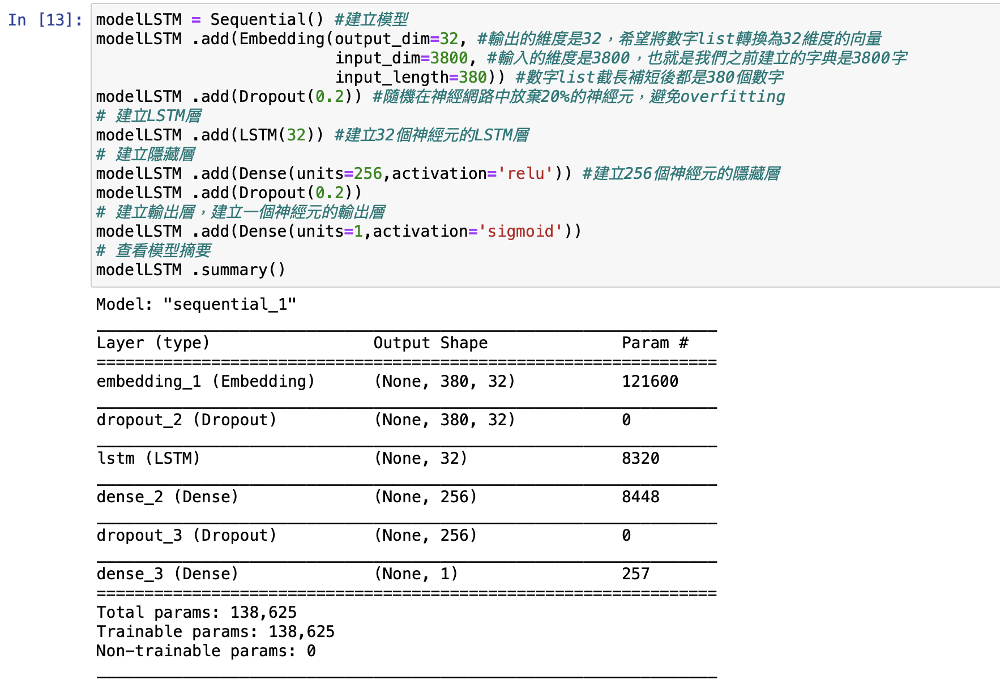 In [13]: modelLSTM = Sequential() #建立模型
modelLSTM .add(Embedding(output_dim=32, #輸出的維度是32，希望將數字list轉換為32維度的向量
input_dim=3800, #輸入的維度是3800，也就是我們之前建立的字典是3800字
input_length=380)) #數字list截長補短後都是380個數字
modelLSTM .add(Dropout(0.2)) #隨機在神經網路中放棄20%的神經元，避免overfitting
# 建立LSTM層
modelLSTM .add(LSTM(32)) #建立32個神經元的LSTM層
# 建立隱藏層
modelLSTM .add(Dense(units=256,activation='relu')) #建立256個神經元的隱藏層
modelLSTM .add(Dropout(0.2))
# 建立輸出層，建立一個神經元的輸出層
modelLSTM .add(Dense(units=1,activation='sigmoid'))
# 查看模型摘要
modelLSTM .summary()
Model: "sequential_1"
Layer (type) Output Shape Param #
embedding_1 (Embedding) (None, 380, 32) 121600
dropout_2 (Dropout) (None, 380, 32) 0
lstm (LSTM) (None, 32) 8320
dense_2 (Dense) (None, 256) 8448
dropout_3 (Dropout) (None, 256) 0
dense_3 (Dense) (None, 1) 257
Total params: 138,625
Trainable params: 138,625
Non-trainable params: 0